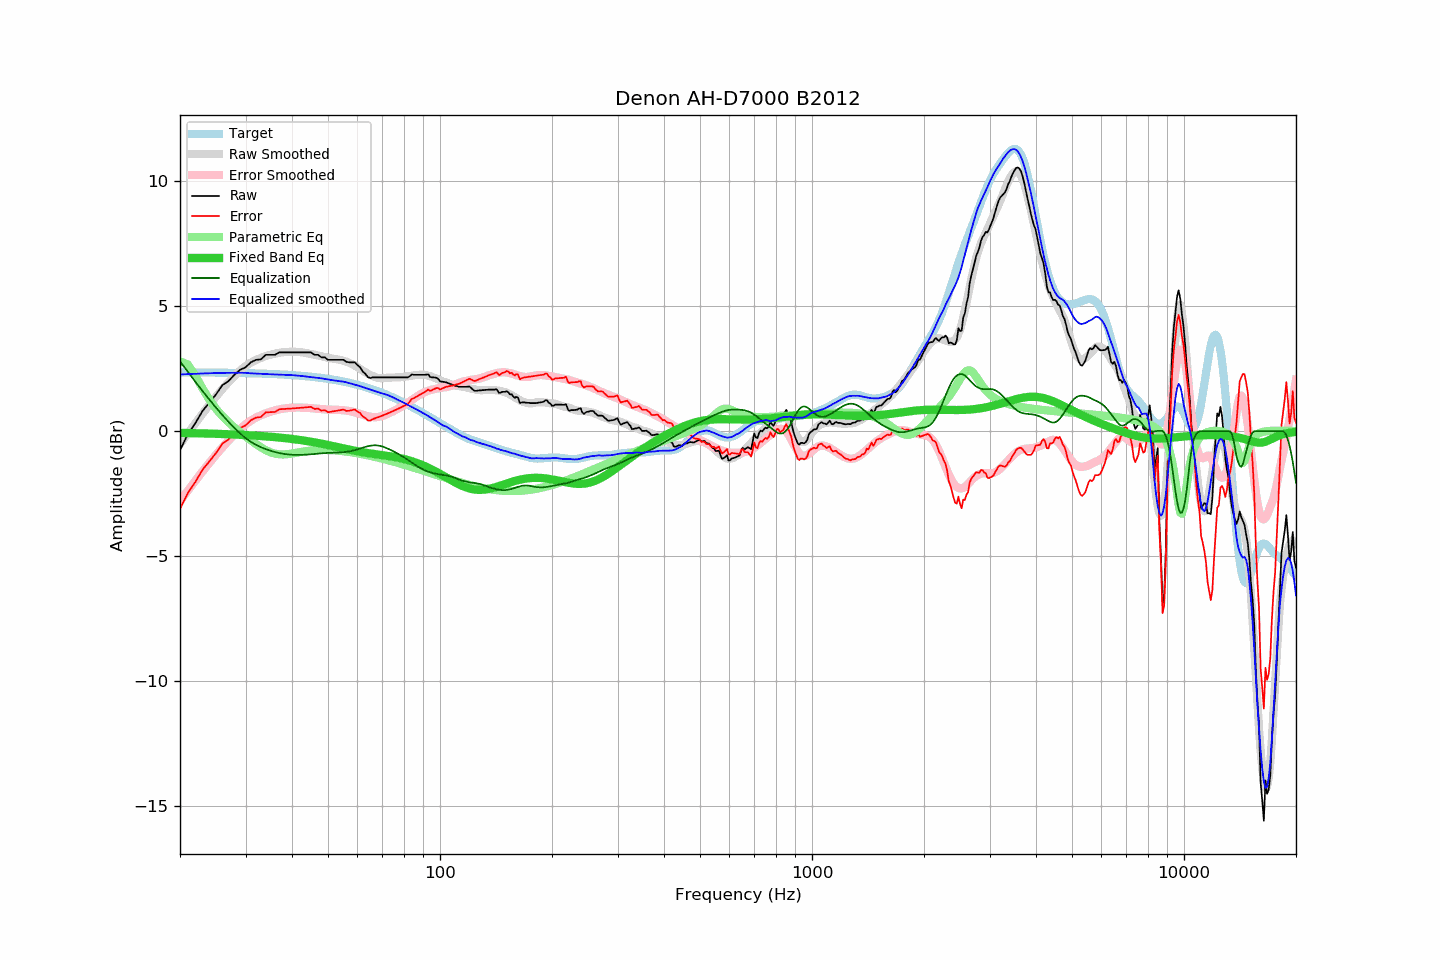 Denon AH-D7000 B2012
Target
Raw Smoothed
Error Smoothed
Raw
Error
Parametric Eq
Fixed Band Eq
Equalization
Equalized smoothed
Amplitude (dBr)
10
5
0
−5
−10
−15
100
1000
10000
Frequency (Hz)